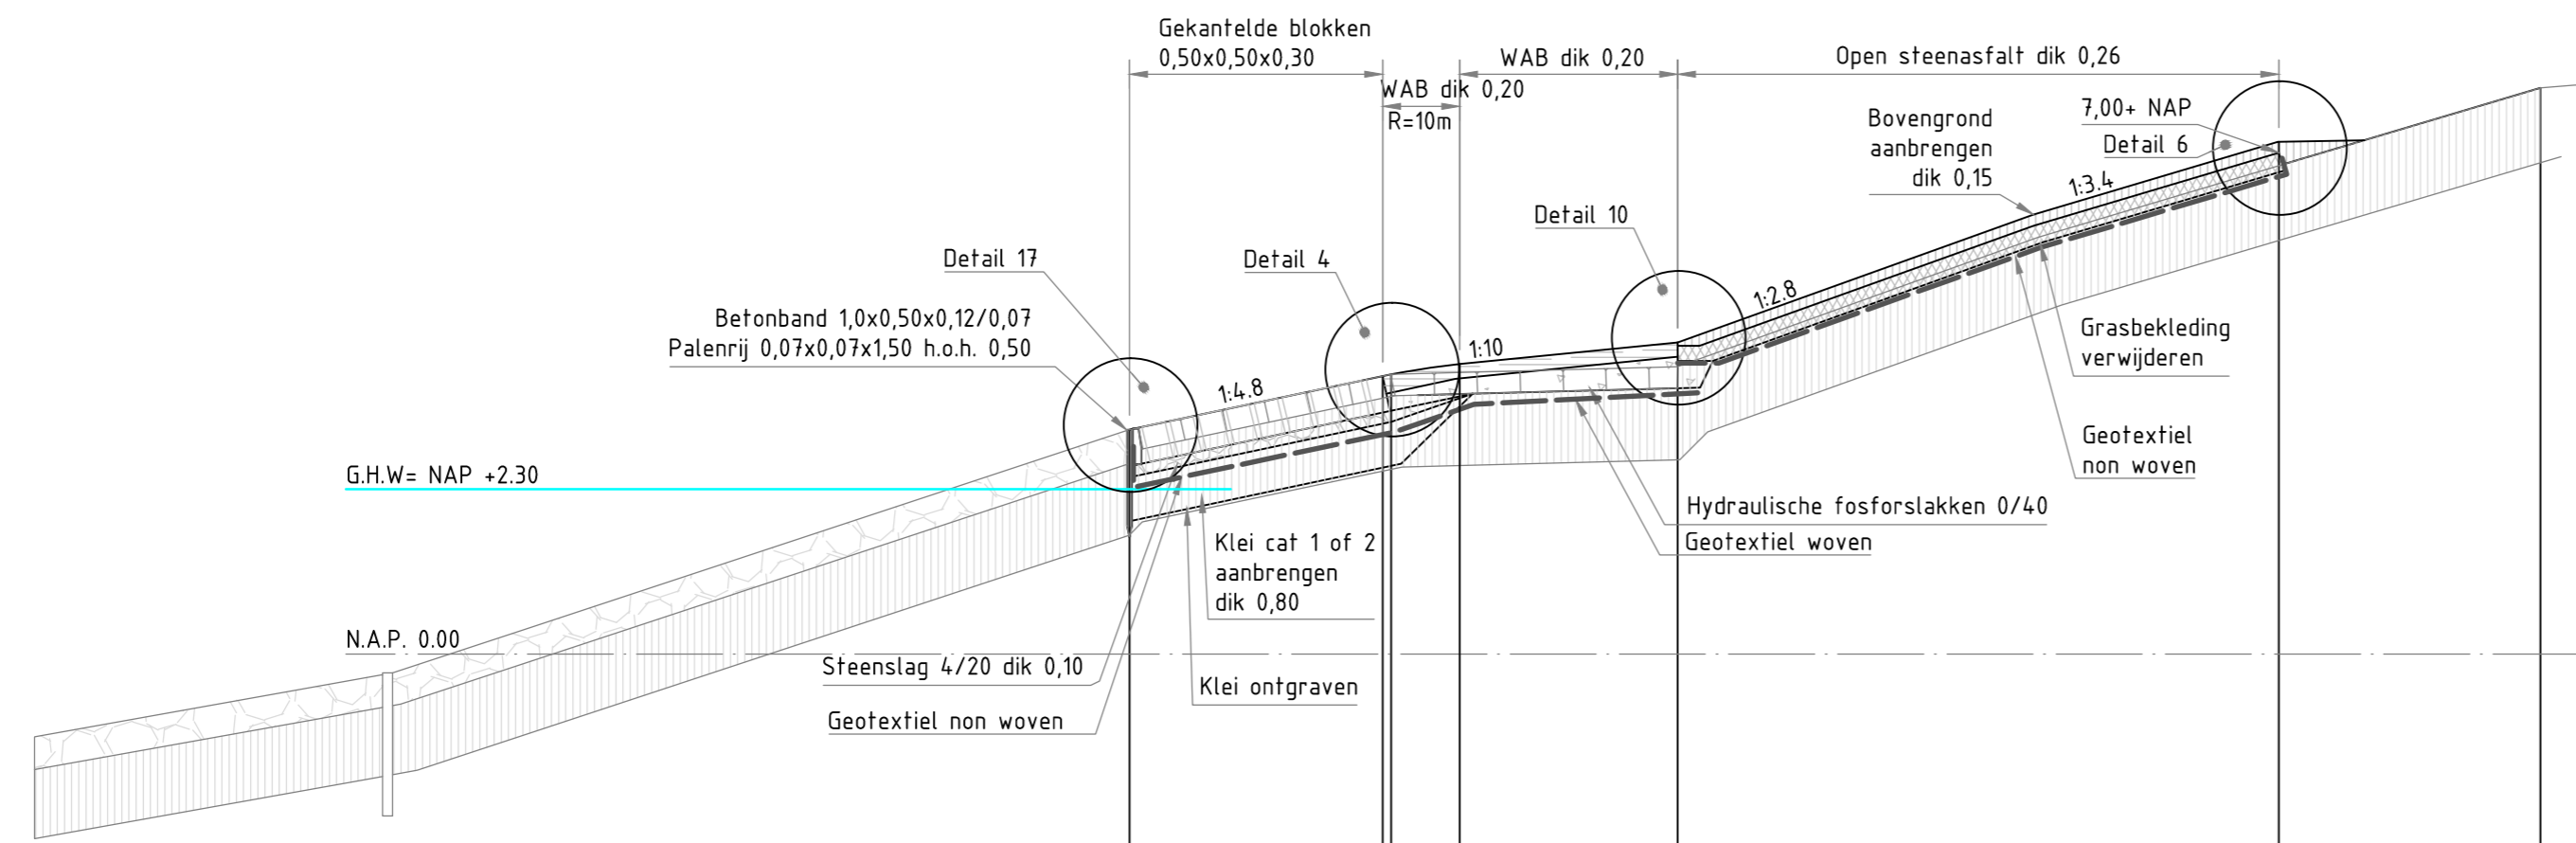 Gekantelde blokken
0,50x0,50x0,30
WAB dik 0,20
R=10m
WAB dik 0,20
Open steenasfalt dik 0,26
Bovengrond
aanbrengen
dik 0,15
7,00+ NAP
Detail 6
1:3.4
Detail 10
1:2.8
Detail 17
Detail 4
Betonband 1,0x0,50x0,12/0,07
Palenrij 0,07x0,07x1,50 h.o.h. 0,50
1:4.8
1:10
Grasbekleding
verwijderen
Geotextiel
non woven
G.H.W= NAP +2.30
Hydraulische fosforslakken 0/40
Geotextiel woven
Klei cat 1 of 2
aanbrengen
dik 0,80
N.A.P. 0.00
Steenslag 4/20 dik 0,10
Klei ontgraven
Geotextiel non woven